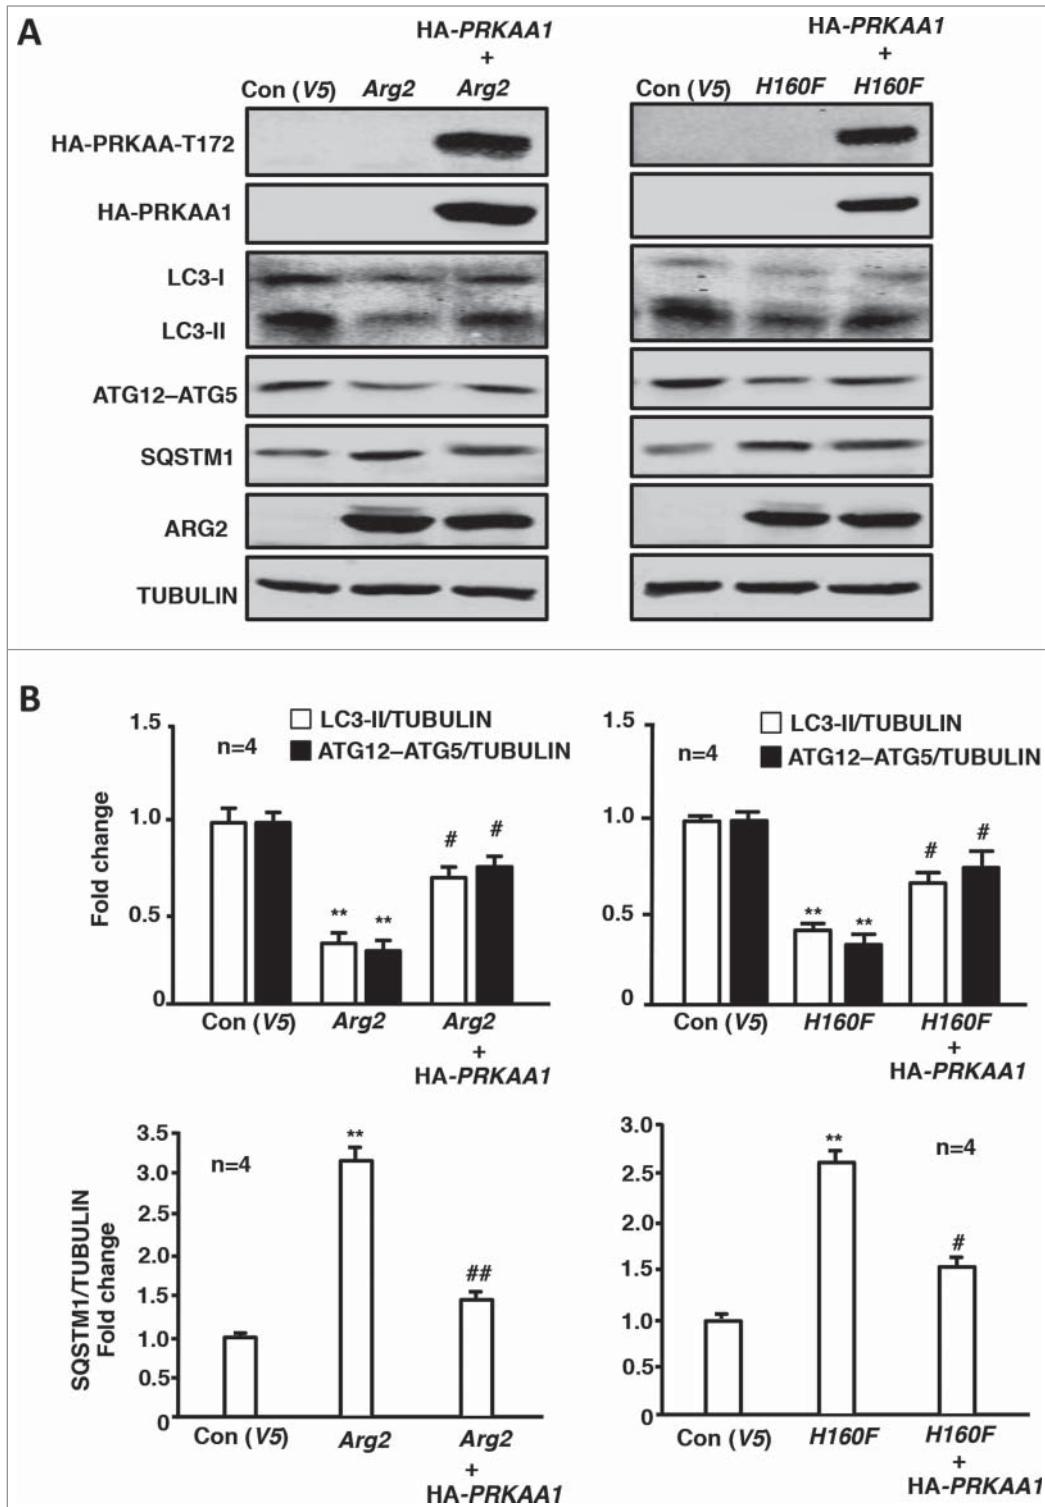 A
HA-PRKAA1
+
Con (V5) Arg2 Arg2
HA-PRKAA1
+
Con (V5) H160F H160F
HA-PRKAA-T172
HA-PRKAA1
LC3-I
LC3-II
ATG12–ATG5
SQSTM1
ARG2
TUBULIN
B
Fold change
1.5
1.0
0.5
0
n=4
LC3-II/TUBULIN
ATG12–ATG5/TUBULIN
** ** # #
Con (V5) Arg2 Arg2
+
HA-PRKAA1
1.5
1.0
0.5
0
n=4
LC3-II/TUBULIN
ATG12–ATG5/TUBULIN
** ** # #
Con (V5) H160F H160F
+
HA-PRKAA1
SQSTM1/TUBULIN
Fold change
3.5
3.0
2.5
2.0
1.5
1.0
0.5
0
n=4
** ##
Con (V5) Arg2 Arg2
+
HA-PRKAA1
3.0
2.5
2.0
1.5
1.0
0.5
0
n=4
** #
Con (V5) H160F H160F
+
HA-PRKAA1